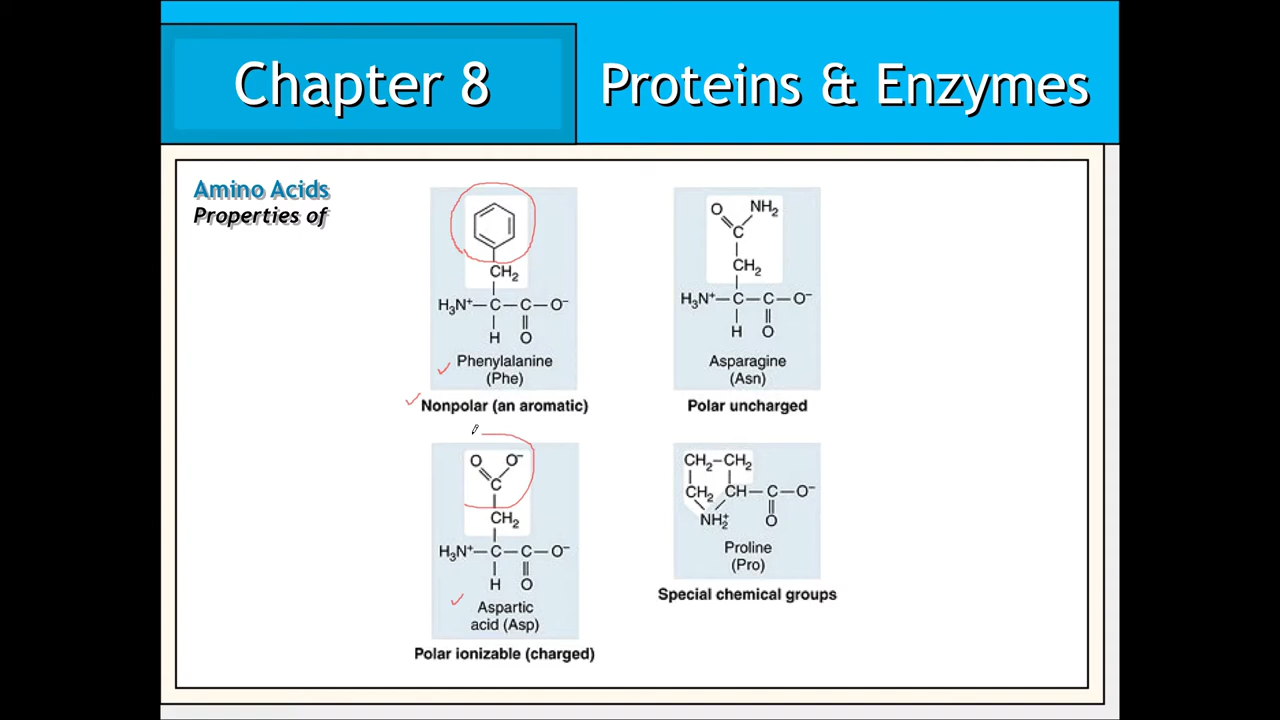 Chapter 8
Proteins & Enzymes
Amino Acids
Properties of
CH₂
H₃N⁺—C—C—O⁻
H O
Phenylalanine
(Phe)
Nonpolar (an aromatic)
O NH₂
C
CH₂
H₃N⁺—C—C—O⁻
H O
Asparagine
(Asn)
Polar uncharged
O O⁻
C
CH₂
H₃N⁺—C—C—O⁻
H O
Aspartic
acid (Asp)
Polar ionizable (charged)
CH₂—CH₂
CH₂ CH—C—O⁻
NH₂⁺ O
Proline
(Pro)
Special chemical groups